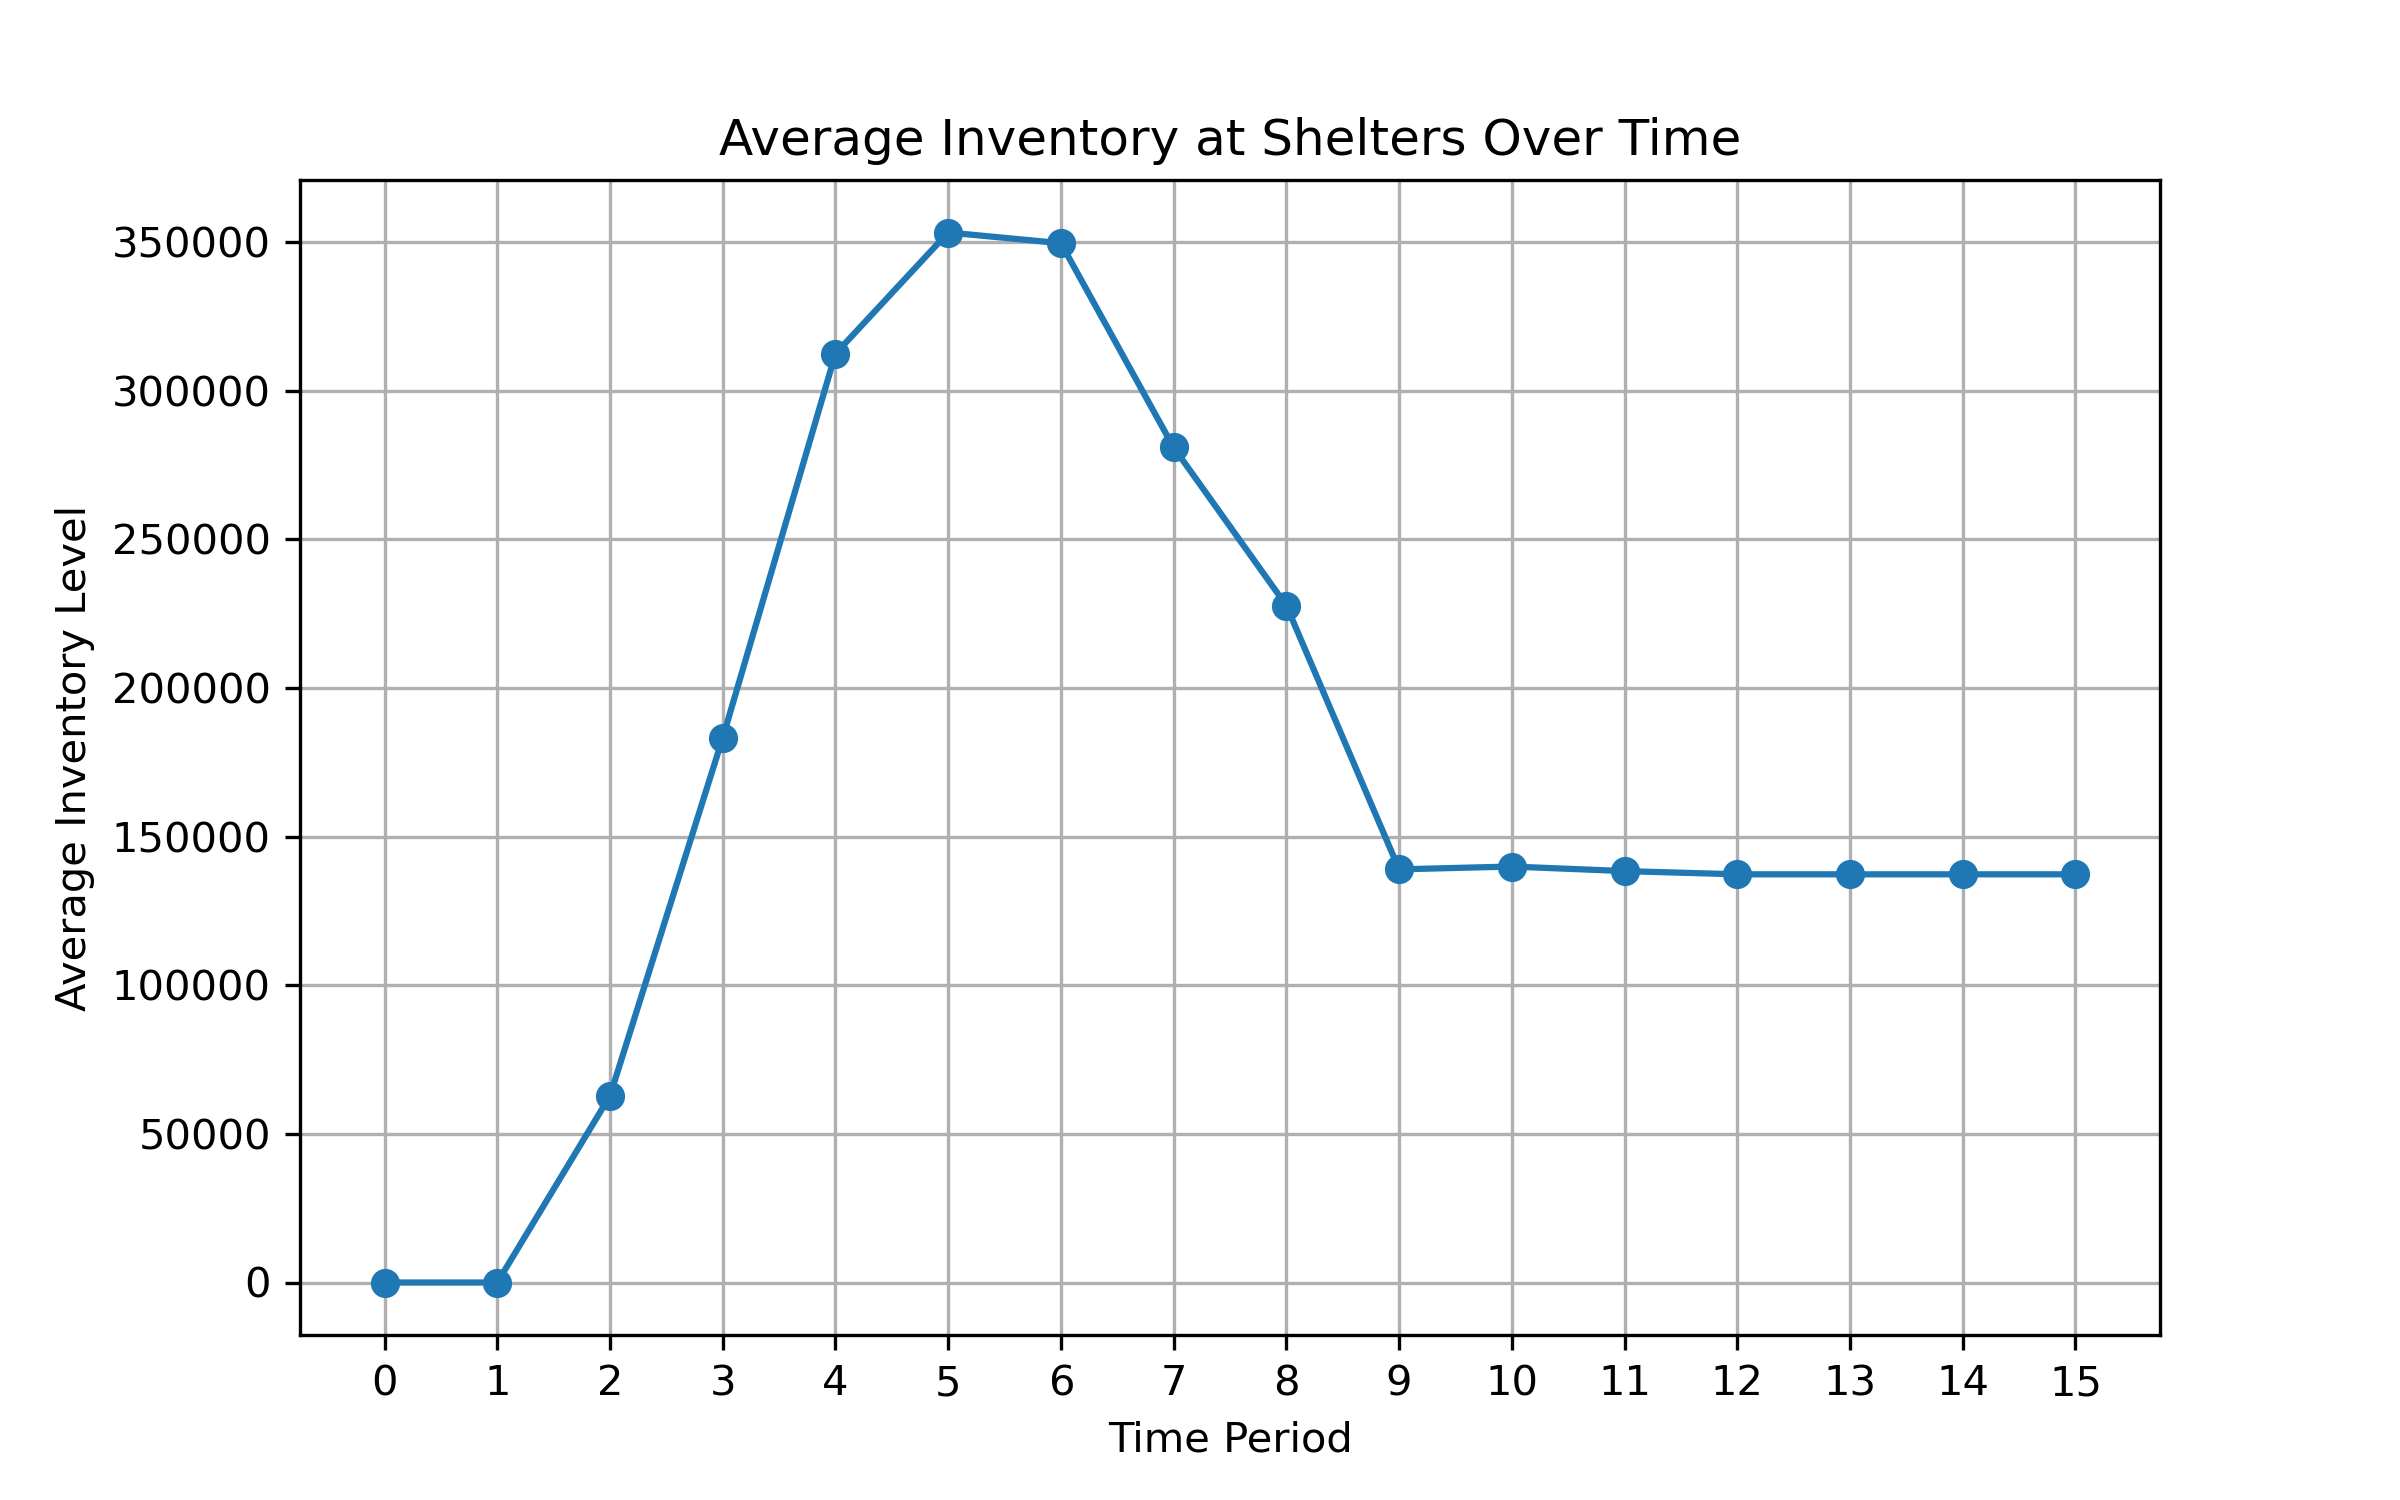 Average Inventory at Shelters Over Time
Average Inventory Level
350000
300000
250000
200000
150000
100000
50000
0
0 1 2 3 4 5 6 7 8 9 10 11 12 13 14 15
Time Period